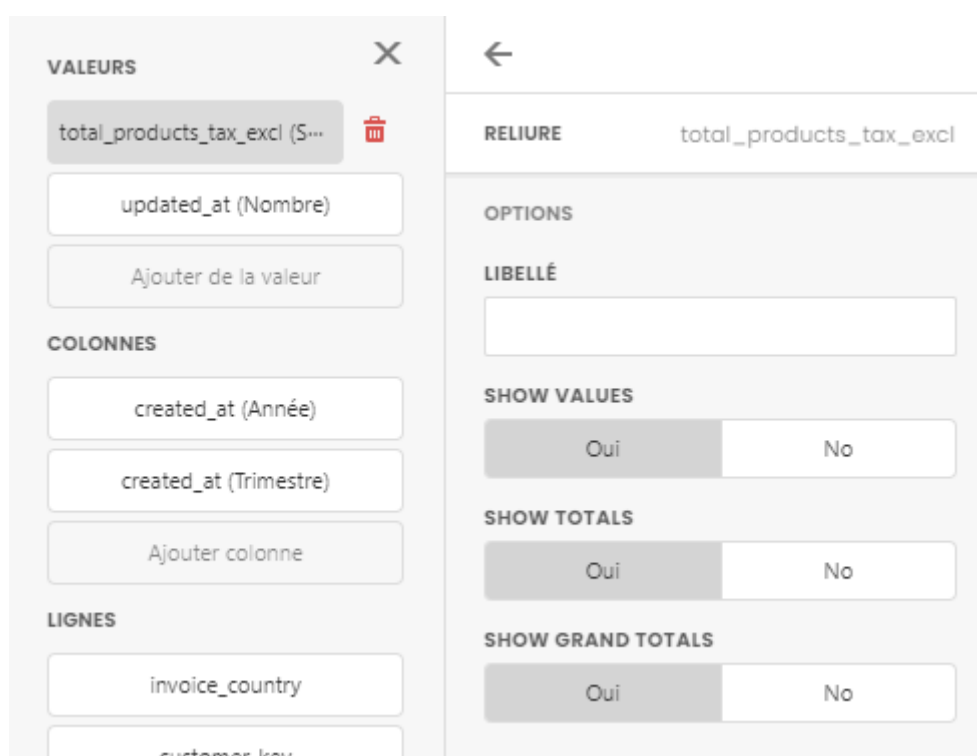 VALEURS
total_products_tax_excl (S...
updated_at (Nombre)
Ajouter de la valeur
COLONNES
created_at (Année)
created_at (Trimestre)
Ajouter colonne
LIGNES
invoice_country
customer_key
RELIURE total_products_tax_excl
OPTIONS
LIBELLÉ
SHOW VALUES
Oui No
SHOW TOTALS
Oui No
SHOW GRAND TOTALS
Oui No